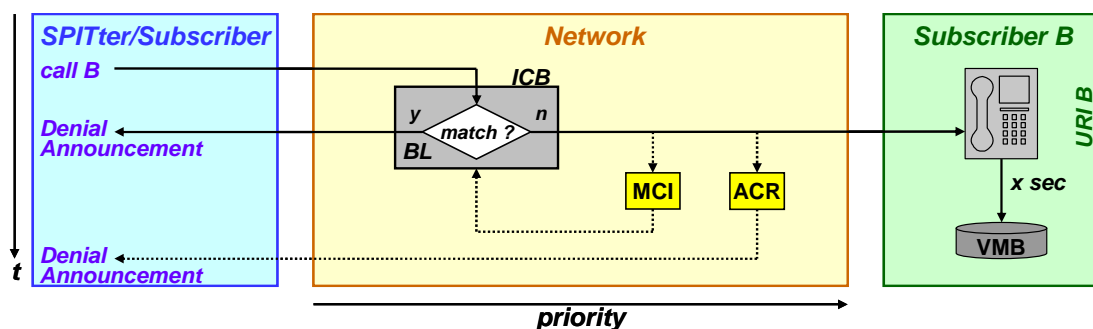 SPITter/Subscriber
Network
Subscriber B
call B
ICB
y
n
match ?
BL
Denial
Announcement
URI B
MCI
ACR
x sec
VMB
Denial
Announcement
t
priority